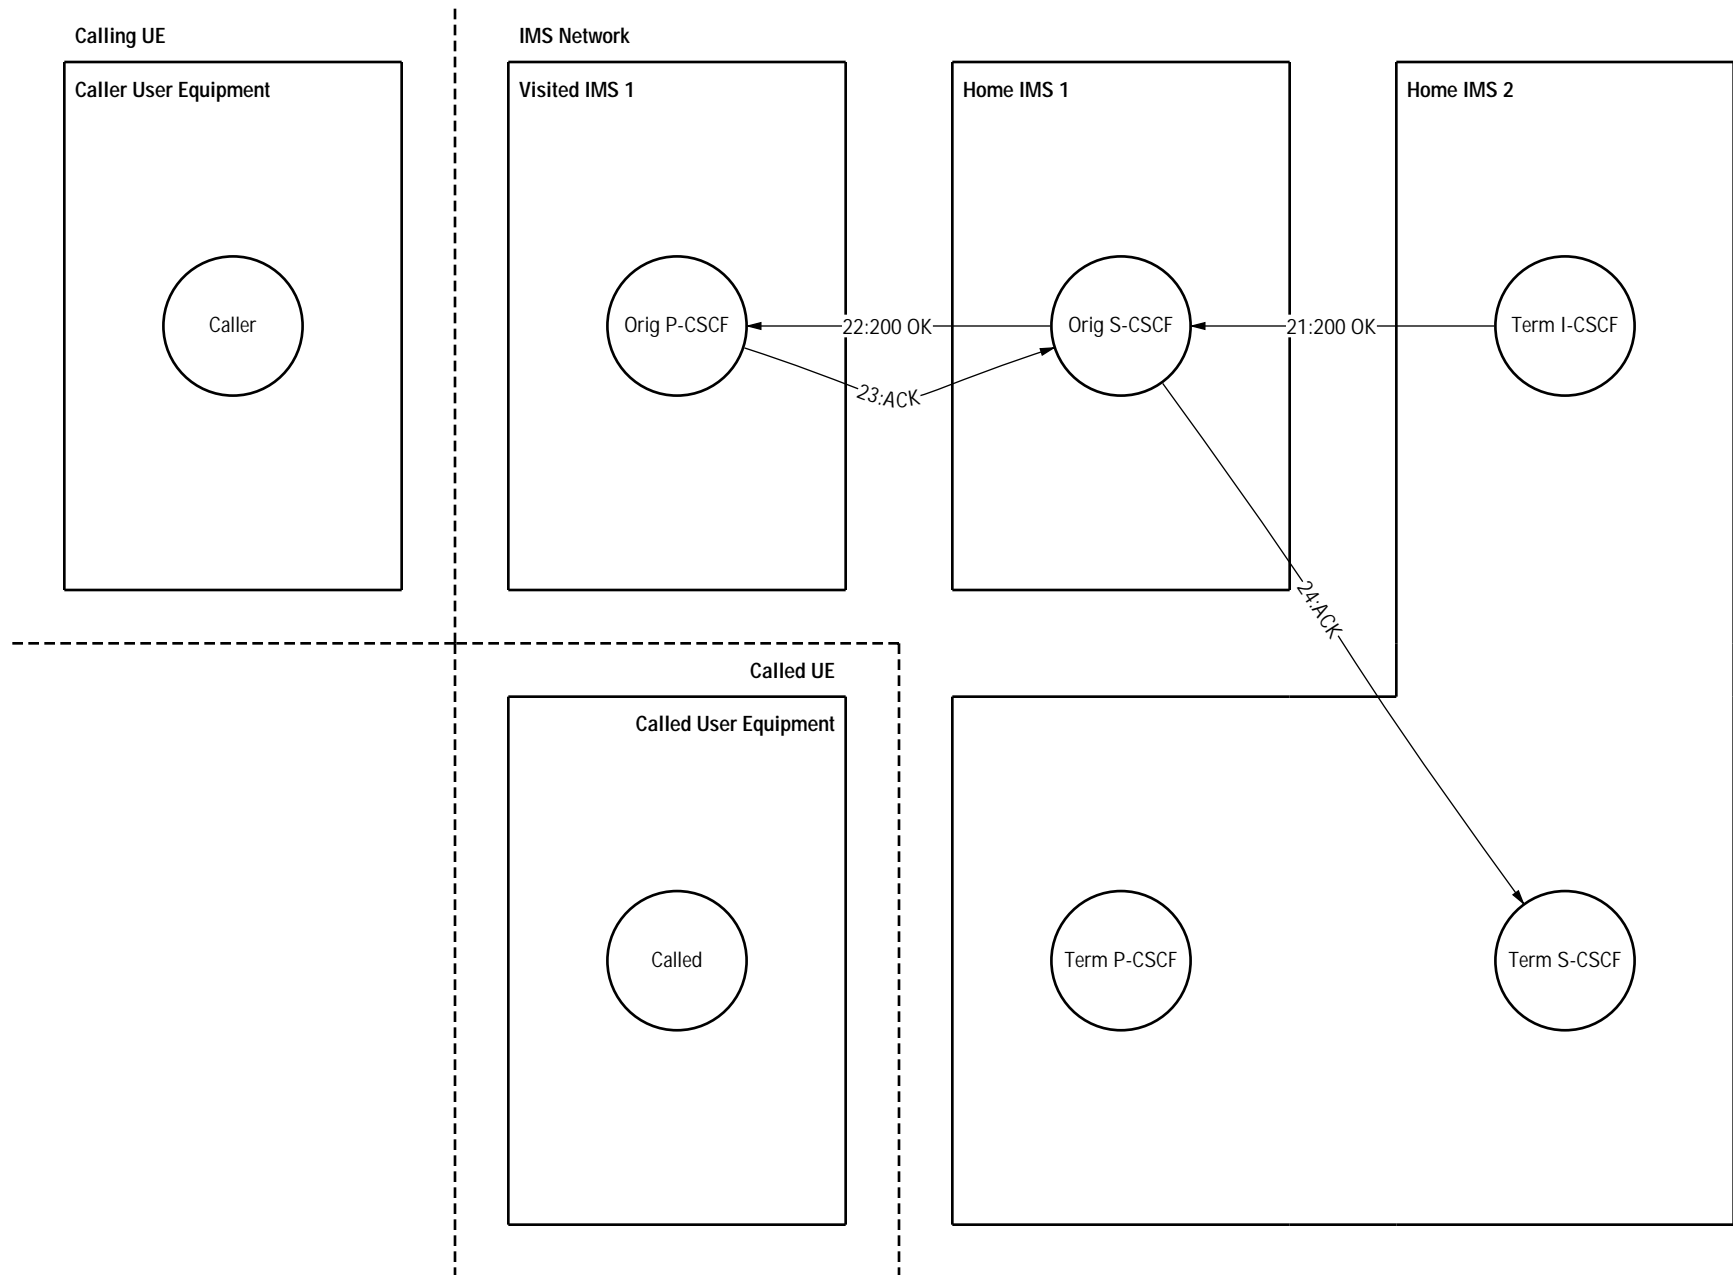 Calling UE
IMS Network
Caller User Equipment
Visited IMS 1
Home IMS 1
Home IMS 2
Caller
Orig P-CSCF
22:200 OK
Orig S-CSCF
21:200 OK
Term I-CSCF
23:ACK
24:ACK
Called UE
Called User Equipment
Called
Term P-CSCF
Term S-CSCF